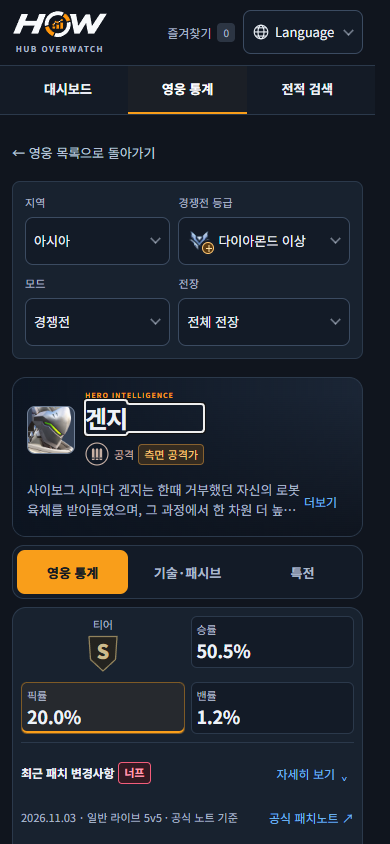 HOW
HUB OVERWATCH
즐겨찾기 0
Language
대시보드 영웅 통계 전적 검색
← 영웅 목록으로 돌아가기
지역 경쟁전 등급
아시아 다이아몬드 이상
모드 전장
경쟁전 전체 전장
HERO INTELLIGENCE
겐지
공격 측면 공격가
사이보그 시마다 겐지는 한때 거부했던 자신의 로봇
육체를 받아들였으며, 그 과정에서 한 차원 더 높… 더보기
영웅 통계 기술·패시브 특전
티어 승률
S 50.5%
픽률 밴률
20.0% 1.2%
최근 패치 변경사항 너프 자세히 보기
2026.11.03 · 일반 라이브 5v5 · 공식 노트 기준 공식 패치노트 ↗